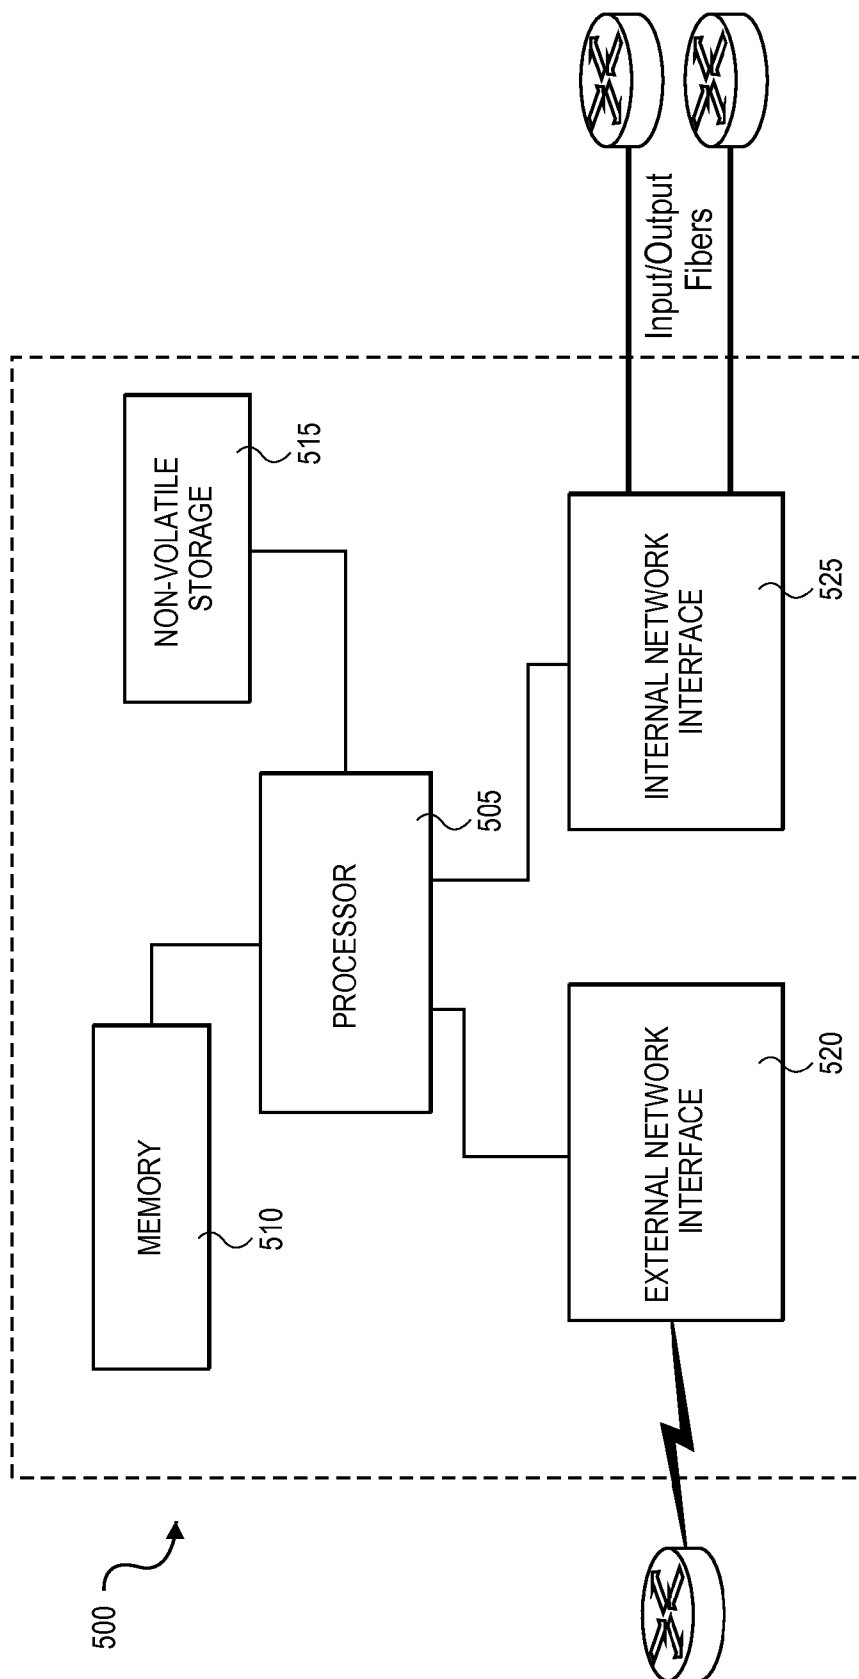 500
MEMORY
510
NON-VOLATILE
STORAGE
515
PROCESSOR
505
EXTERNAL NETWORK
INTERFACE
520
INTERNAL NETWORK
INTERFACE
525
Input/Output
Fibers